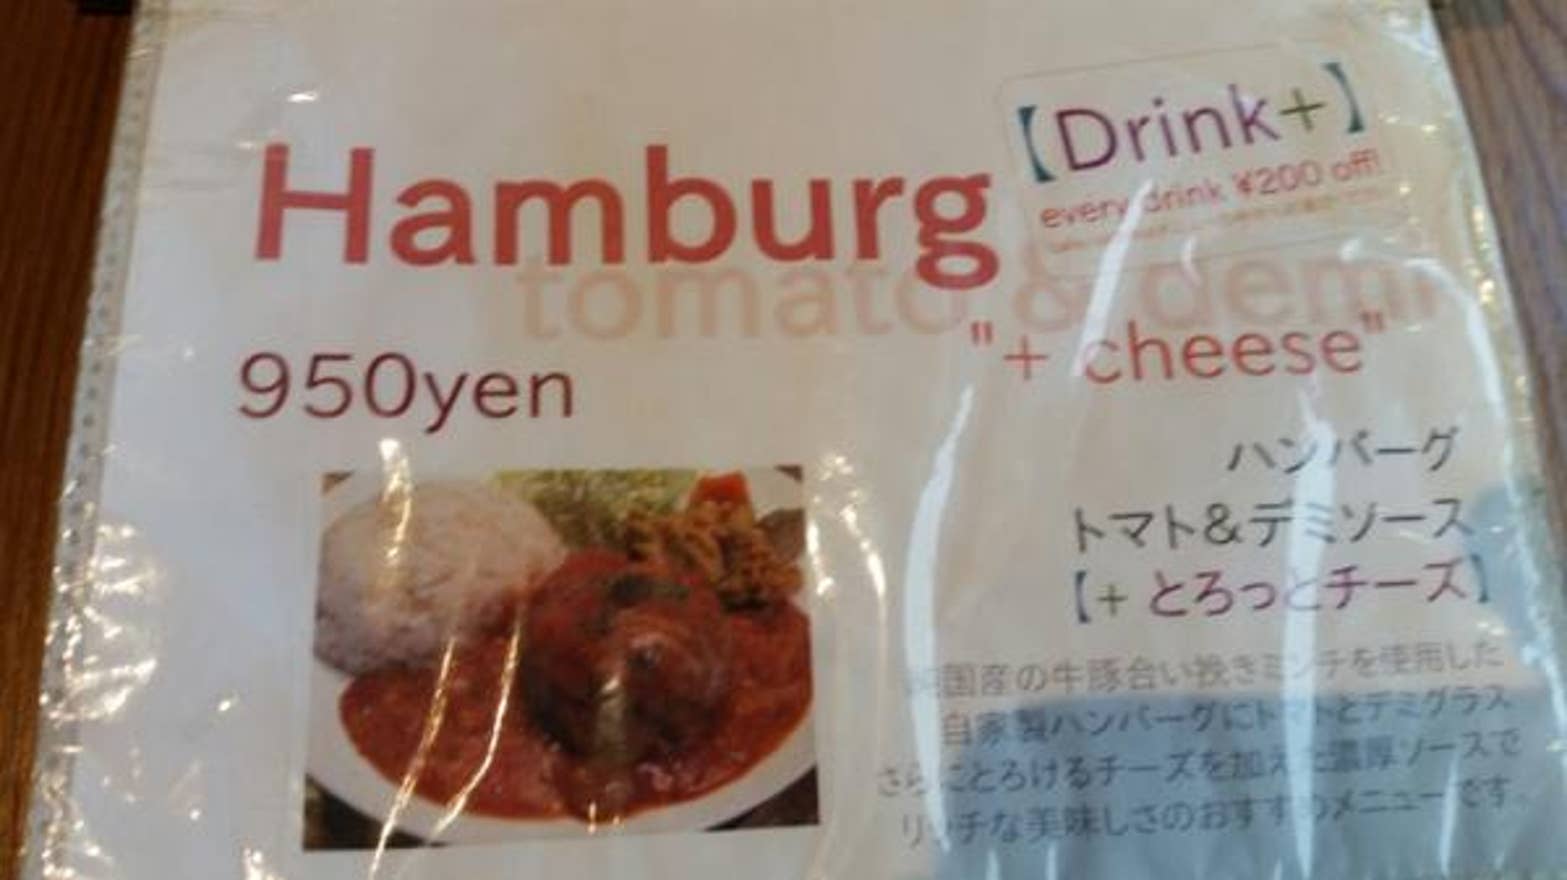 【Drink+】
every drink ¥200 off!
Hamburg
tomato & demi
"+ cheese"
950yen
ハンバーグ
トマト&デミソース
【+ とろっとチーズ】
国産の牛豚合い挽きミンチを使用した
自家製ハンバーグにトマトとデミグラス
さらにとろけるチーズを加えた濃厚ソースで
リッチな美味しさのおすすめメニューです